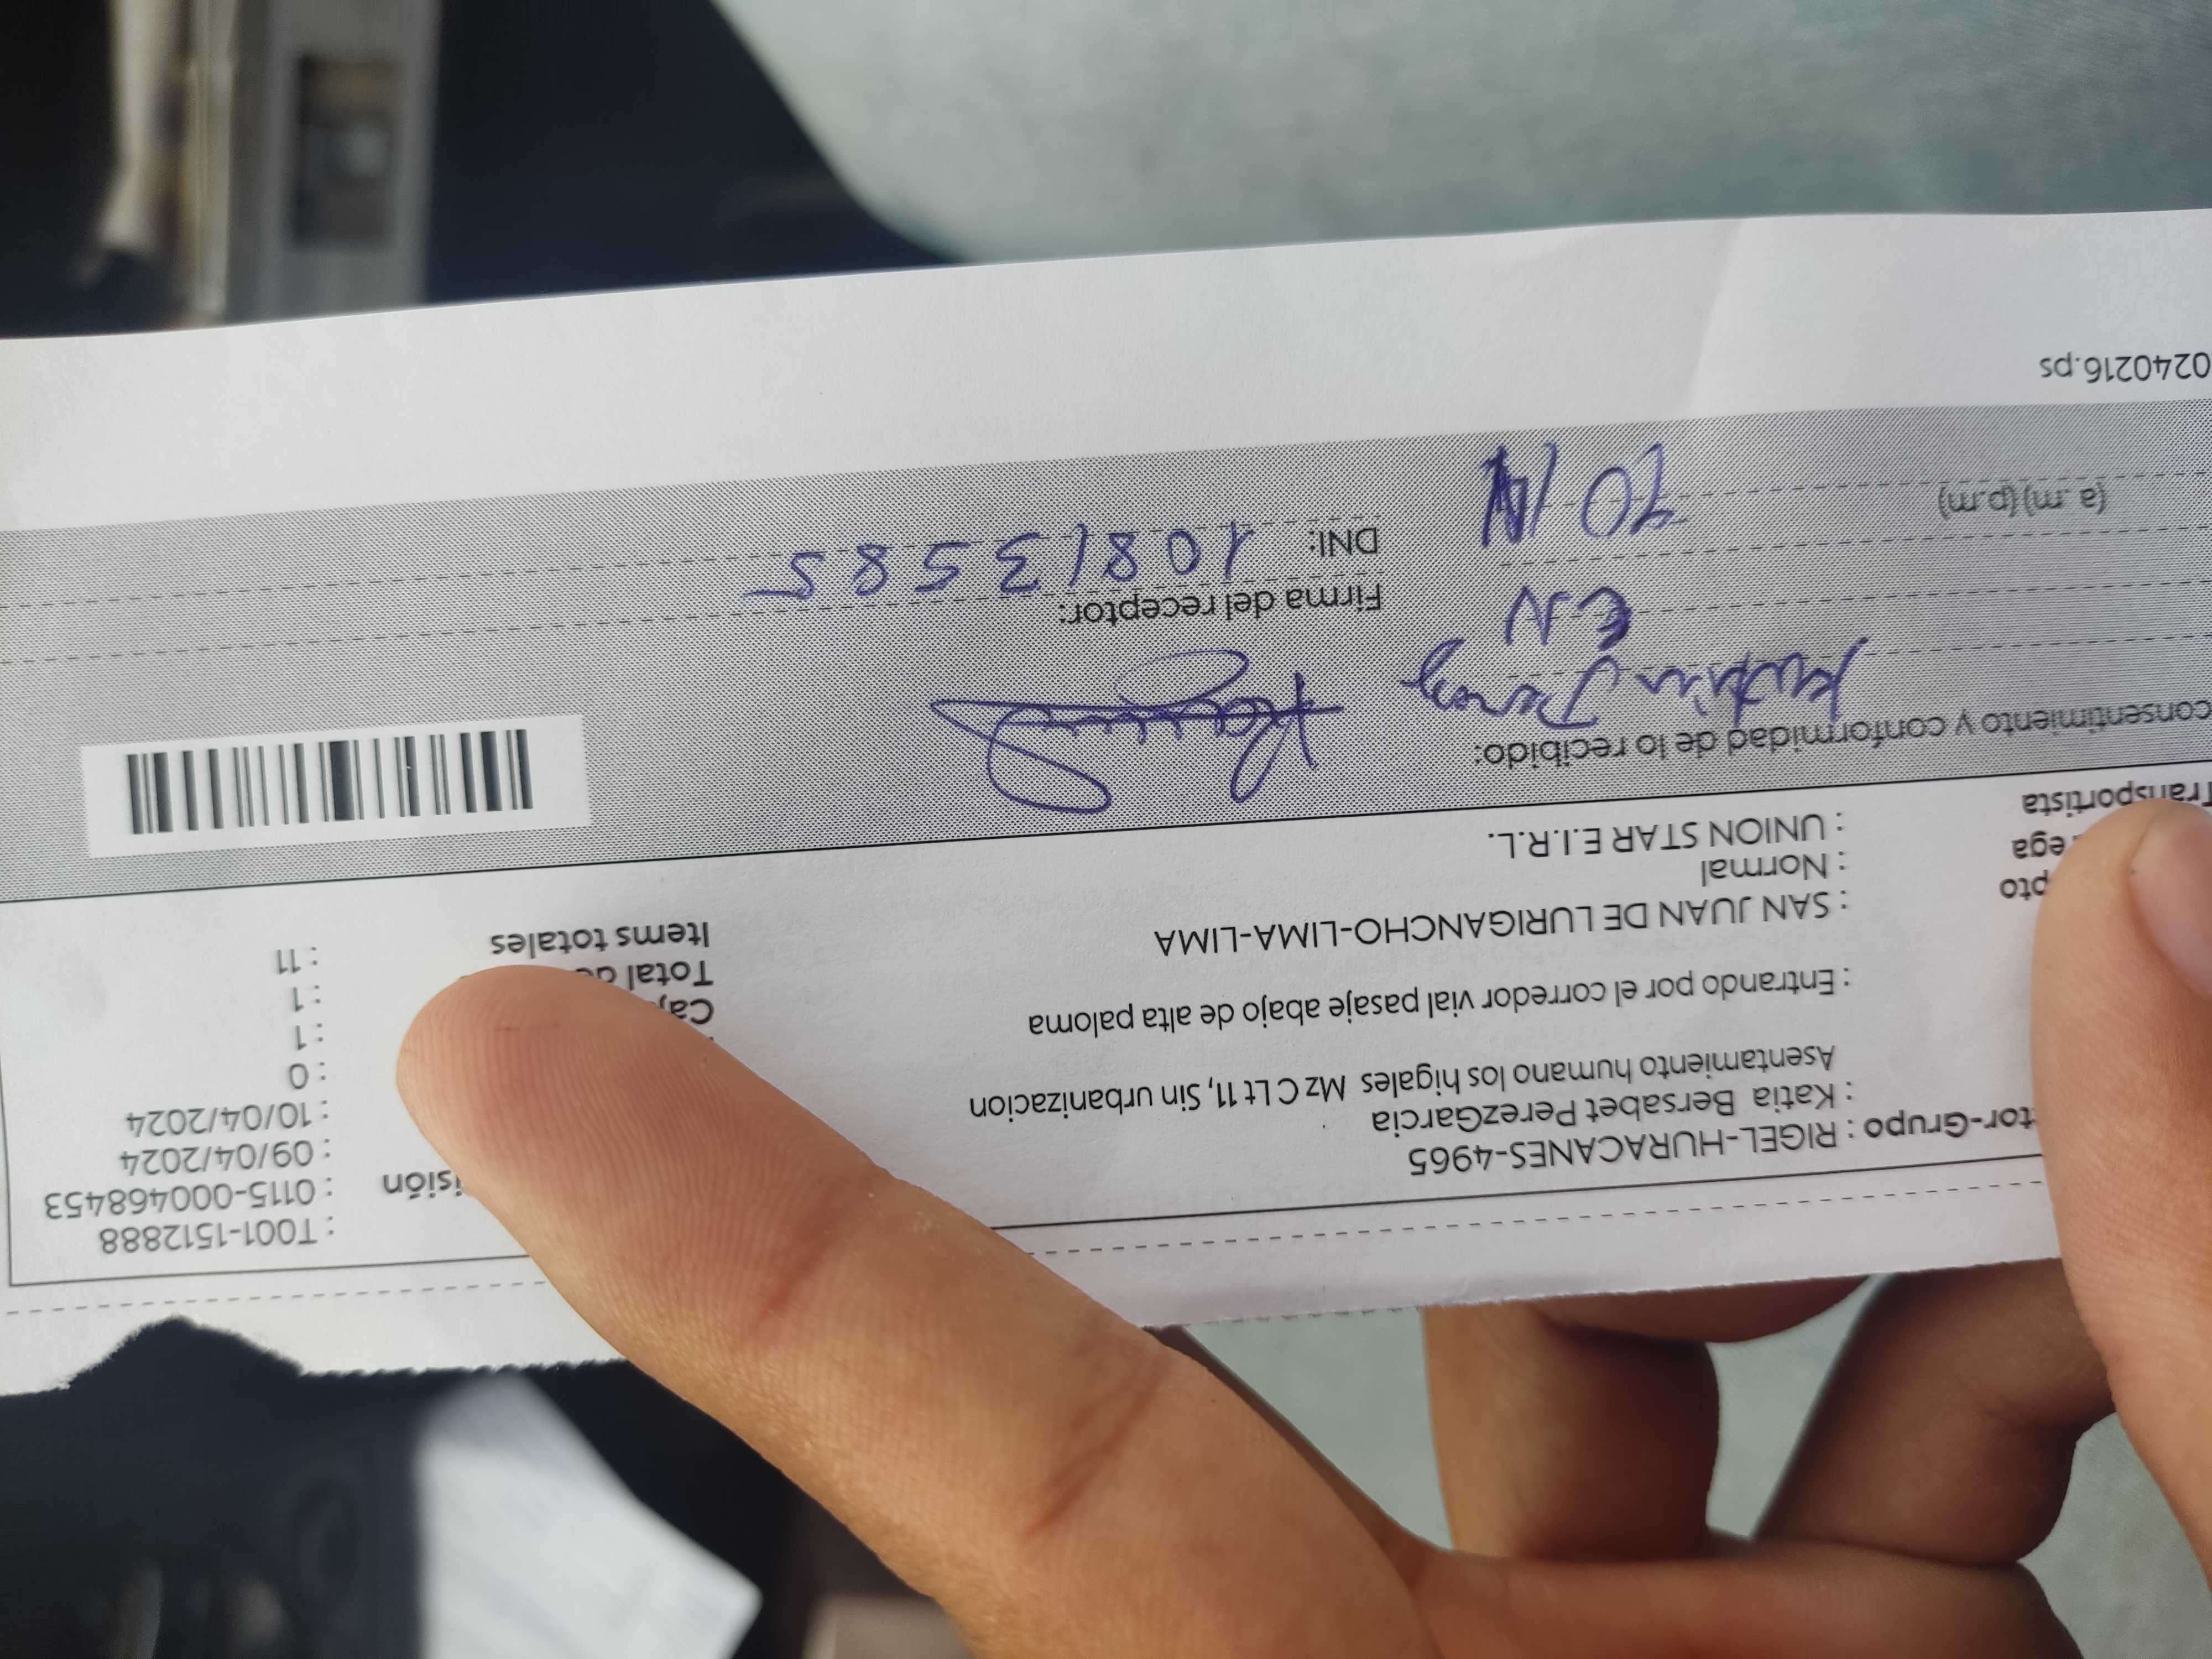 : T001-1512888
: 0115-000468453
isión : 09/04/2024
: 10/04/2024
: 0
: 1
Caj : 1
Total de
Items totales : 11
tor-Grupo : RIGEL-HURACANES-4965
: Katia Bersabet PerezGarcia
Asentamiento humano los higales Mz C Lt 11, Sin urbanizacion
: Entrando por el corredor vial pasaje abajo de alta paloma
pto : SAN JUAN DE LURIGANCHO-LIMA-LIMA
ega : Normal
Transportista : UNION STAR E.I.R.L.
consentimiento y conformidad de lo recibido:
EN
Firma del receptor:
(a.m)(p.m)
DNI: 10813585
0240216.ps